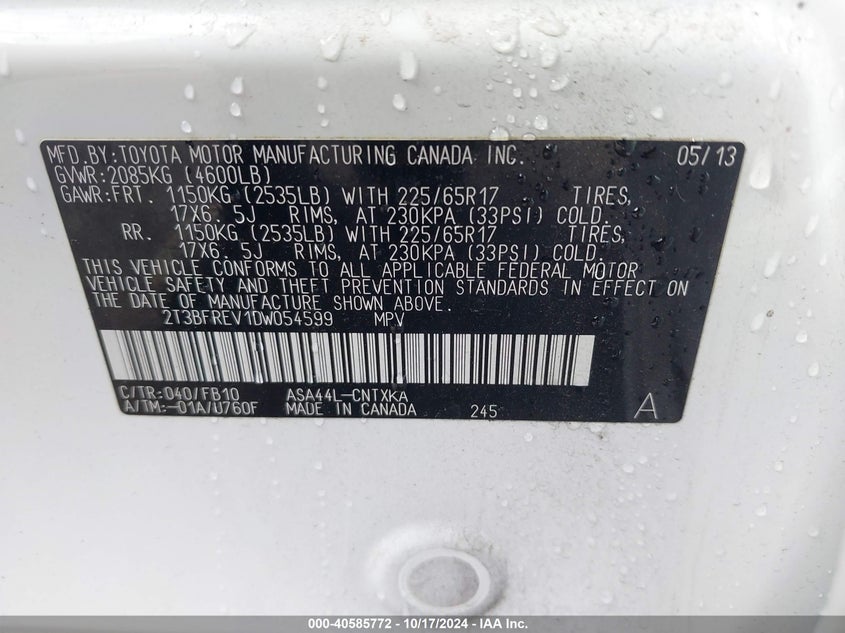 MFD.BY:TOYOTA MOTOR MANUFACTURING CANADA INC. 05/13
GVWR:2085KG (4600LB)
GAWR:FRT. 1150KG (2535LB) WITH 225/65R17 TIRES,
17X6. 5J RIMS, AT 230KPA (33PSI) COLD.
RR. 1150KG (2535LB) WITH 225/65R17 TIRES,
17X6. 5J RIMS, AT 230KPA (33PSI) COLD.
THIS VEHICLE CONFORMS TO ALL APPLICABLE FEDERAL MOTOR
VEHICLE SAFETY AND THEFT PREVENTION STANDARDS IN EFFECT ON
THE DATE OF MANUFACTURE SHOWN ABOVE.
2T3BFREV1DW054599 MPV
C/TR:040/FB10 ASA44L-CNTXKA
A/TM:-01A/U760F MADE IN CANADA 245 A
000-40585772 - 10/17/2024 - IAA Inc.